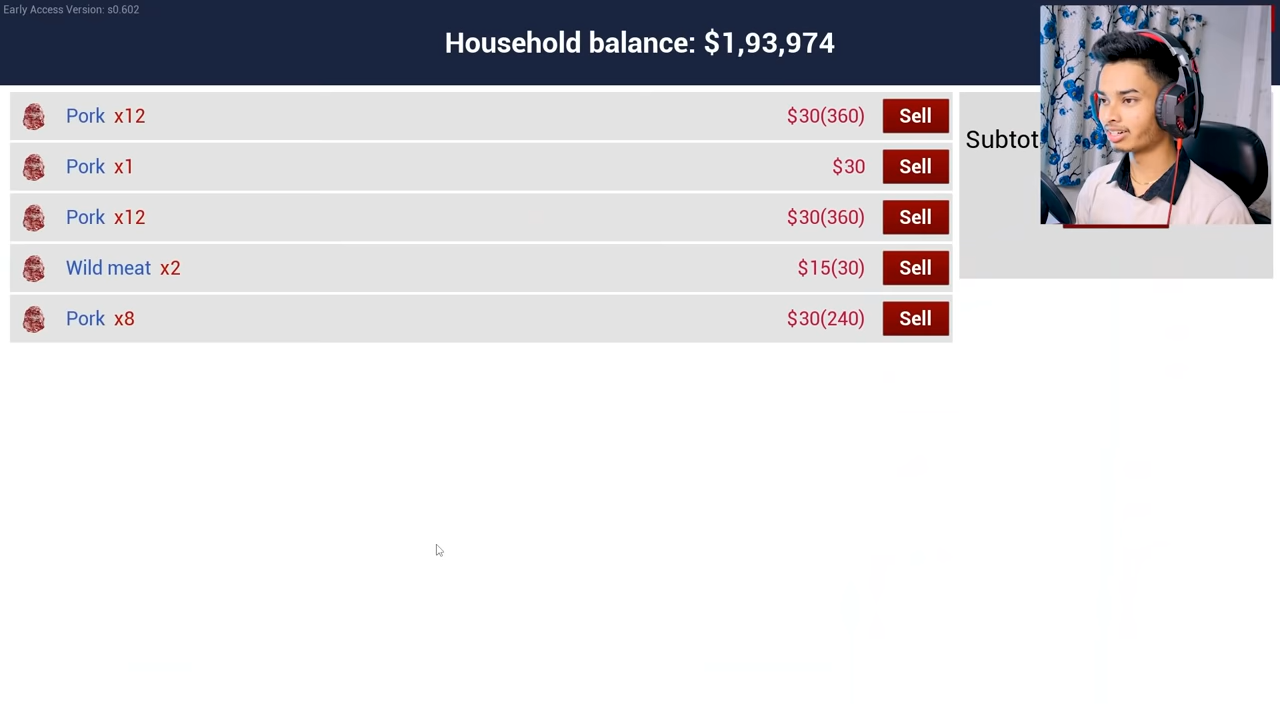 Early Access Version: s0.602
Household balance: $1,93,974
Pork x12 $30(360) Sell
Subtot
Pork x1 $30 Sell
Pork x12 $30(360) Sell
Wild meat x2 $15(30) Sell
Pork x8 $30(240) Sell